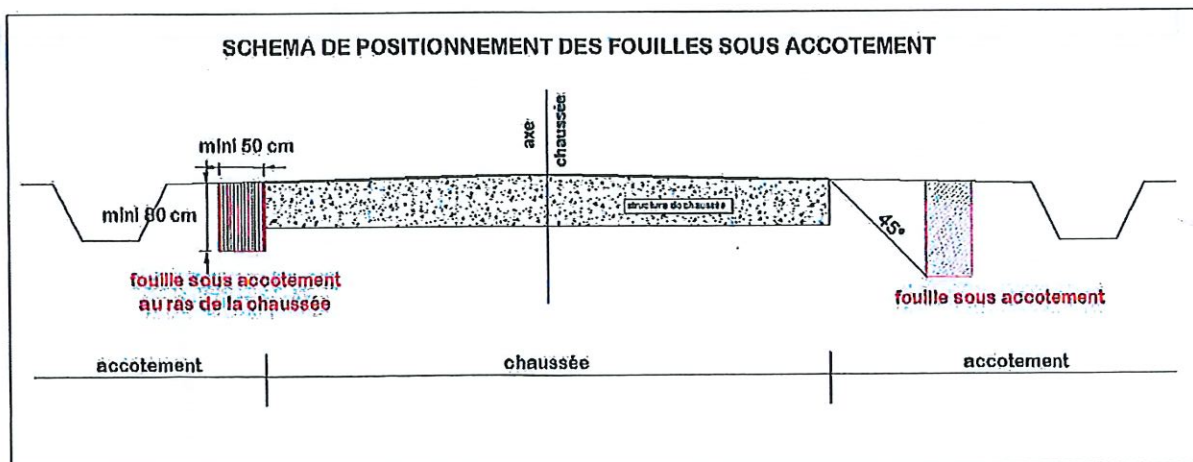 SCHEMA DE POSITIONNEMENT DES FOUILLES SOUS ACCOTEMENT
axe
chaussée
mini 50 cm
mini 80 cm
structure de chaussée
45°
fouille sous accotement
au ras de la chaussée
fouille sous accotement
accotement
chaussée
accotement